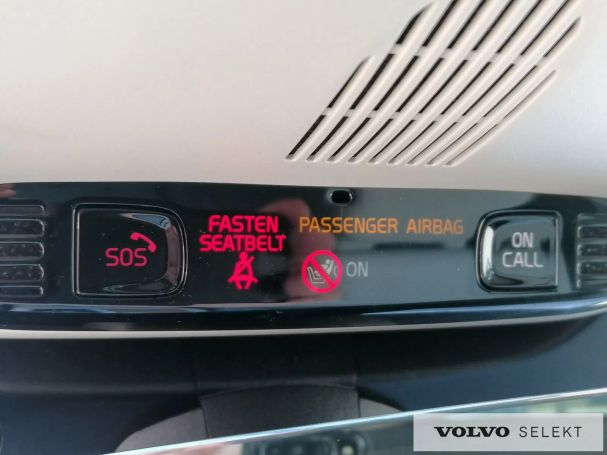 SOS
FASTEN
SEATBELT
PASSENGER AIRBAG
ON
ON
CALL
VOLVO SELEKT